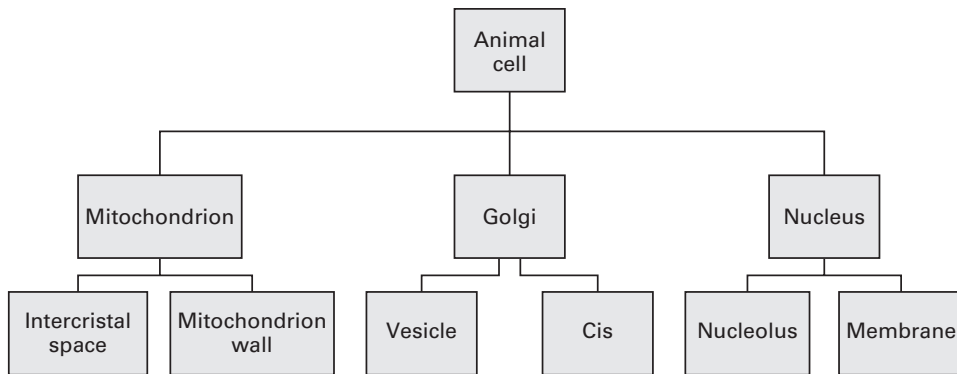 Animal
cell
Mitochondrion
Golgi
Nucleus
Intercristal
space
Mitochondrion
wall
Vesicle
Cis
Nucleolus
Membrane